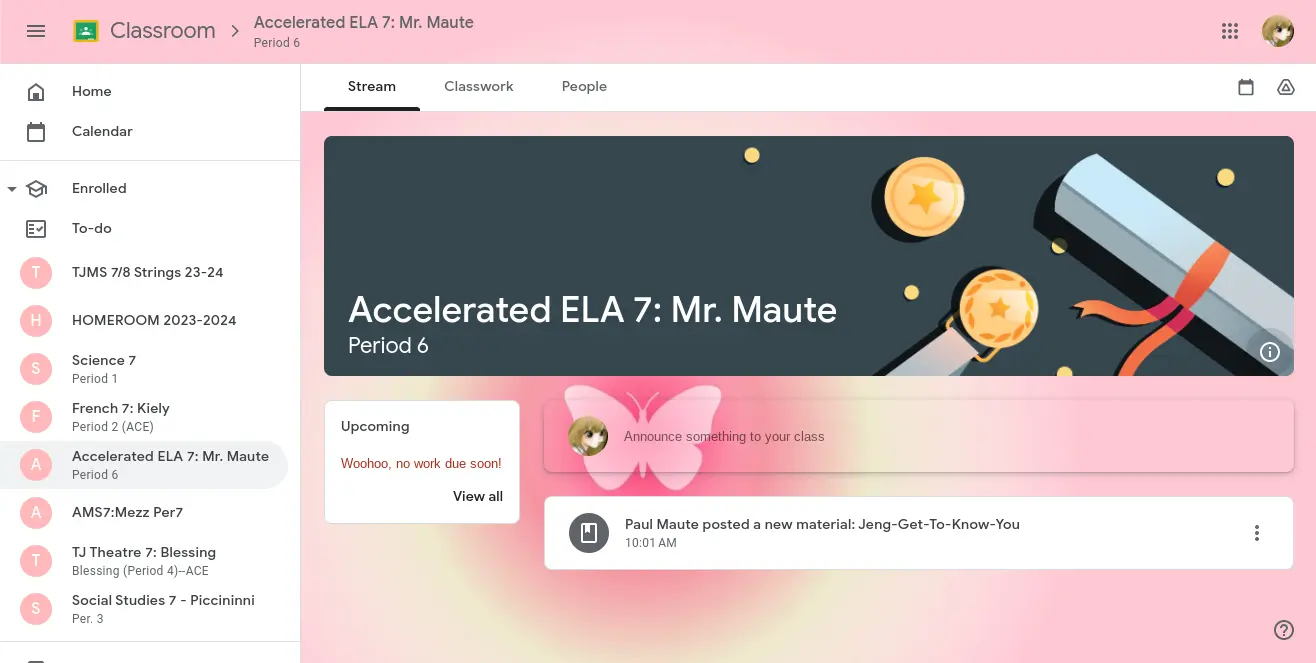 Classroom
Accelerated ELA 7: Mr. Maute
Period 6
Home
Calendar
Enrolled
To-do
T
TJMS 7/8 Strings 23-24
H
HOMEROOM 2023-2024
S
Science 7
Period 1
F
French 7: Kiely
Period 2 (ACE)
A
Accelerated ELA 7: Mr. Maute
Period 6
A
AMS7:Mezz Per7
T
TJ Theatre 7: Blessing
Blessing (Period 4)--ACE
S
Social Studies 7 - Piccininni
Per. 3
Stream Classwork People
Accelerated ELA 7: Mr. Maute
Period 6
Upcoming
Woohoo, no work due soon!
View all
Announce something to your class
Paul Maute posted a new material: Jeng-Get-To-Know-You
10:01 AM